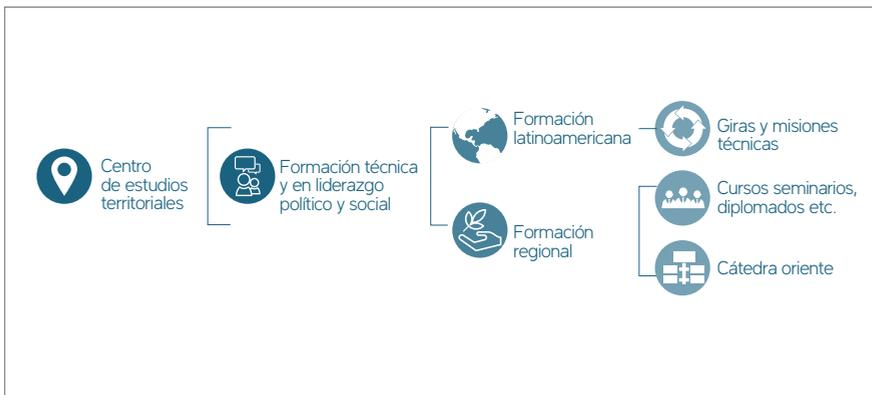 Centro
de estudios
territoriales
Formación técnica
y en liderazgo
político y social
Formación
latinoamericana
Formación
regional
Giras y misiones
técnicas
Cursos seminarios,
diplomados etc.
Cátedra oriente